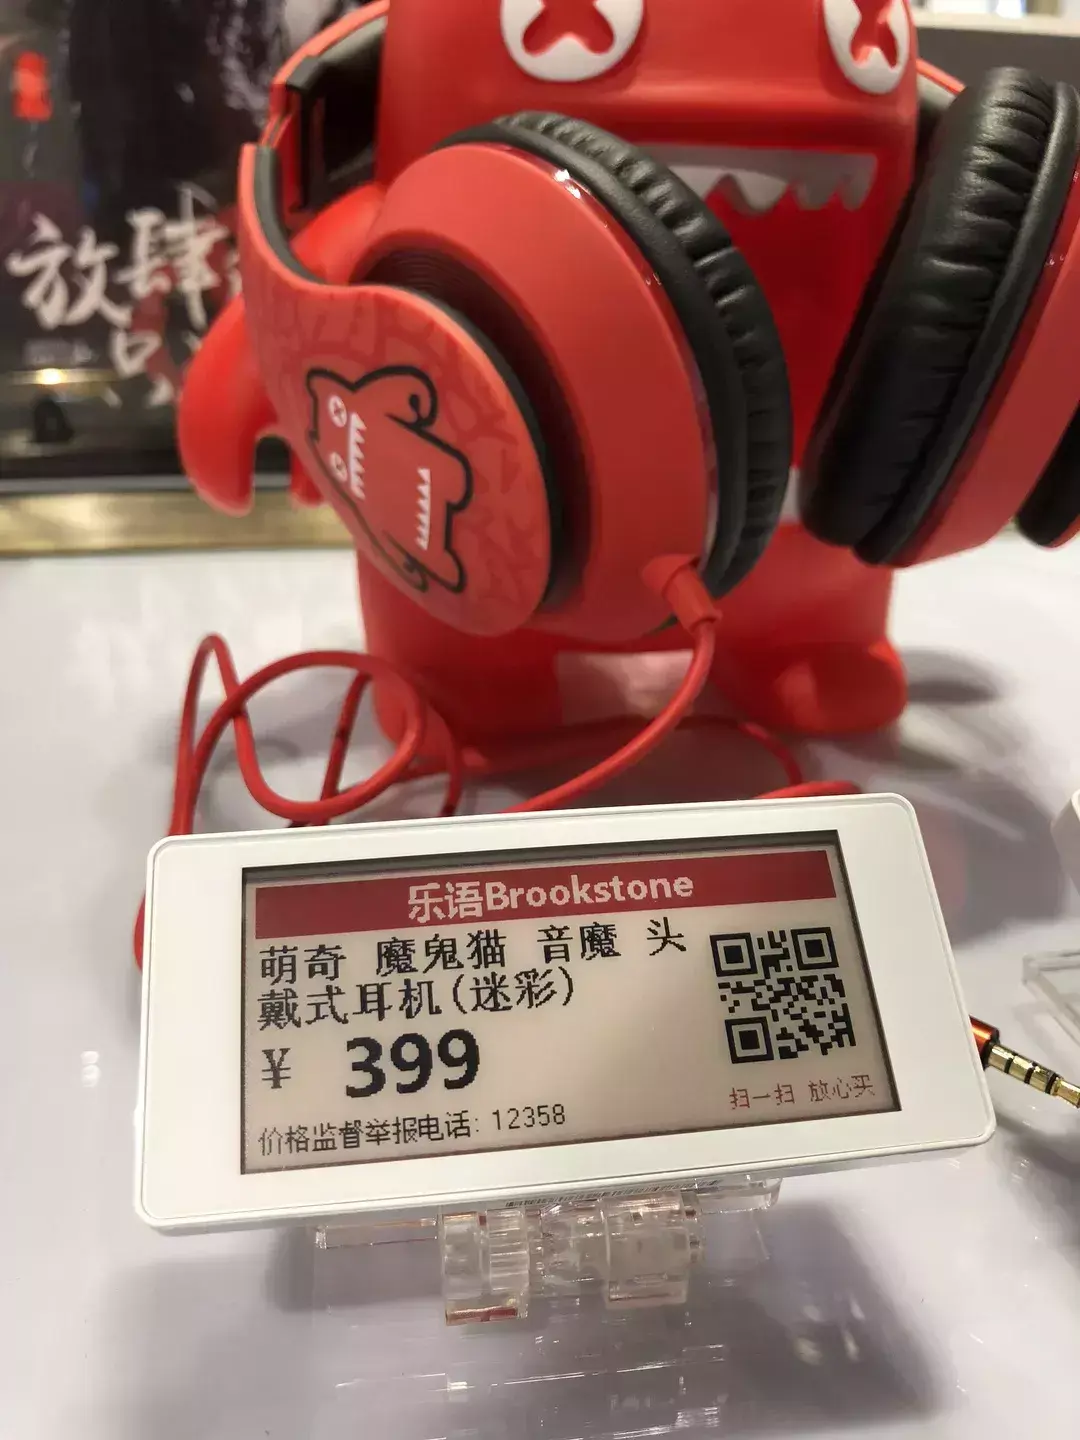 放肆
乐语Brookstone
萌奇 魔鬼猫 音魔 头
戴式耳机(迷彩)
¥ 399
价格监督举报电话: 12358
扫一扫 放心买